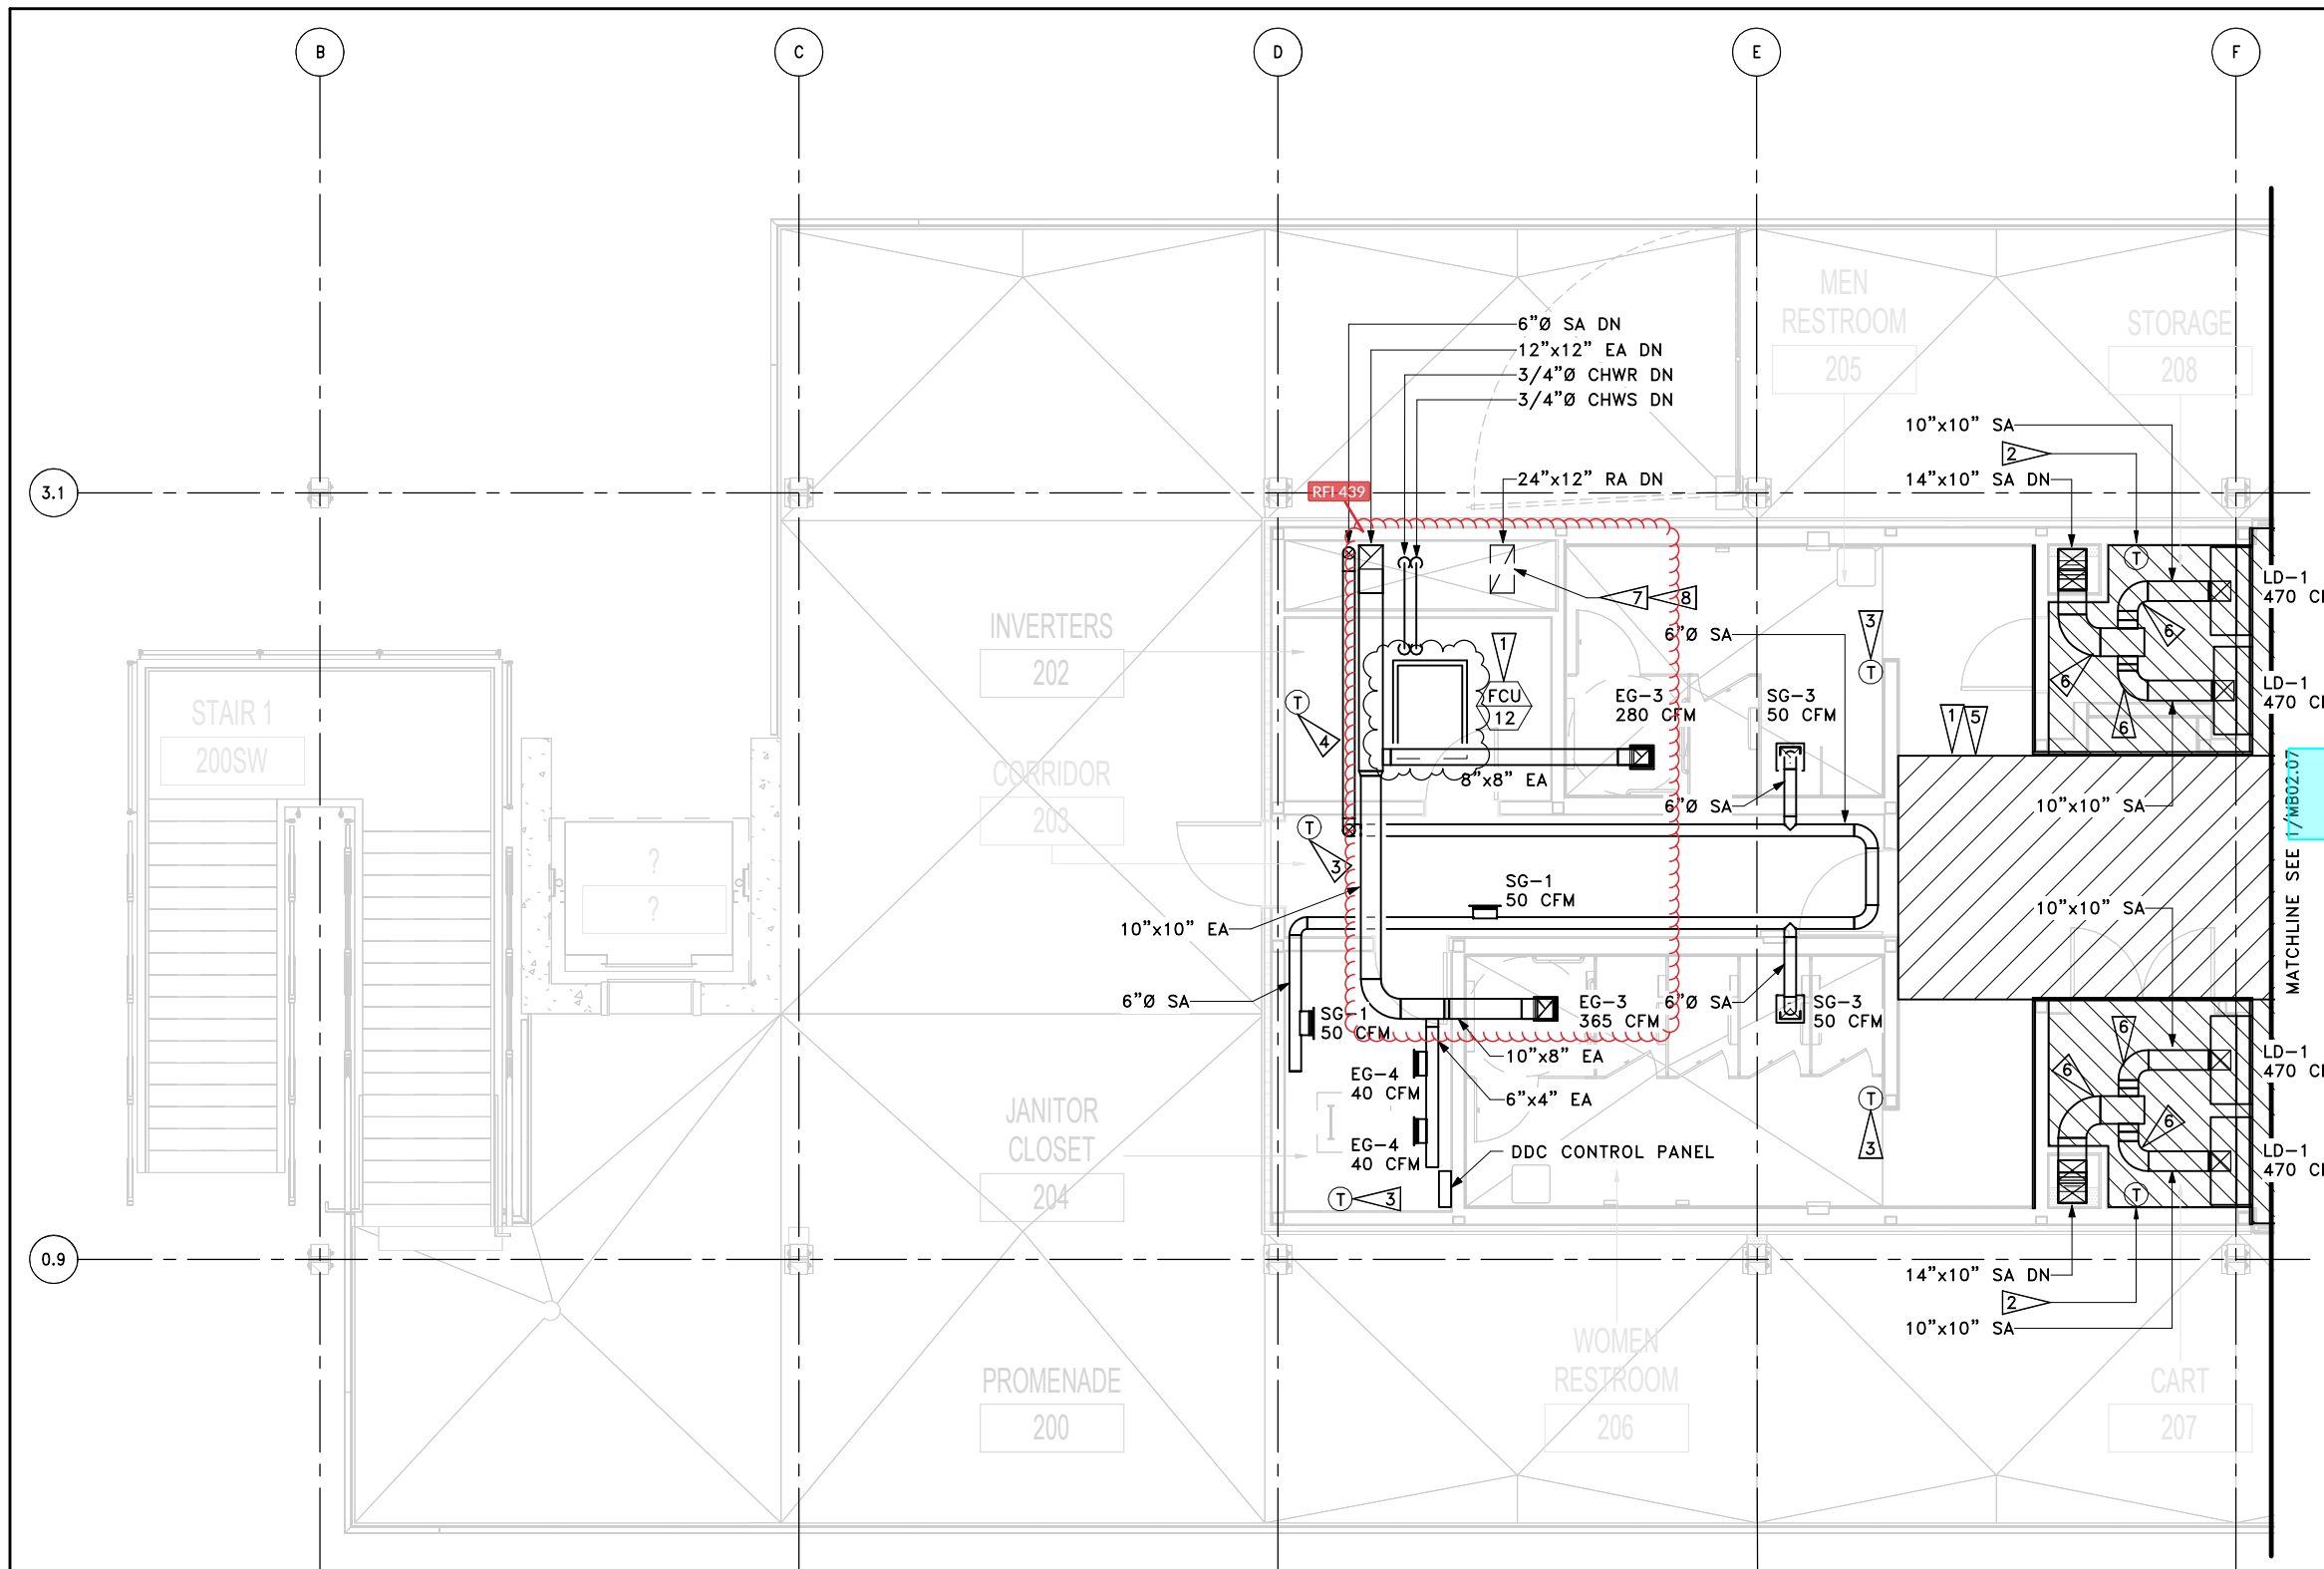 B
C
D
E
F
MEN
RESTROOM
205
STORAGE
208
6"Ø SA DN
12"x12" EA DN
3/4"Ø CHWR DN
3/4"Ø CHWS DN
10"x10" SA
2
14"x10" SA DN
24"x12" RA DN
3.1
RFI 439
LD-1
470 CF
7
8
6
INVERTERS
202
6"Ø SA
3
T
T
1
FCU
12
EG-3
280 CFM
SG-3
50 CFM
T
6
LD-1
470 CF
STAIR 1
200SW
T
4
1
5
6
CORRIDOR
203
8"x8" EA
6"Ø SA
10"x10" SA
MATCHLINE SEE 1/MB02.07
?
?
T
3
SG-1
50 CFM
10"x10" EA
10"x10" SA
6"Ø SA
SG-1
50 CFM
EG-3
365 CFM
6"Ø SA
SG-3
50 CFM
6
6
6
LD-1
470 CF
10"x8" EA
EG-4
40 CFM
6"x4" EA
T
3
JANITOR
CLOSET
204
EG-4
40 CFM
DDC CONTROL PANEL
LD-1
470 CF
T
3
T
0.9
14"x10" SA DN
2
10"x10" SA
WOMEN
RESTROOM
206
PROMENADE
200
CART
207